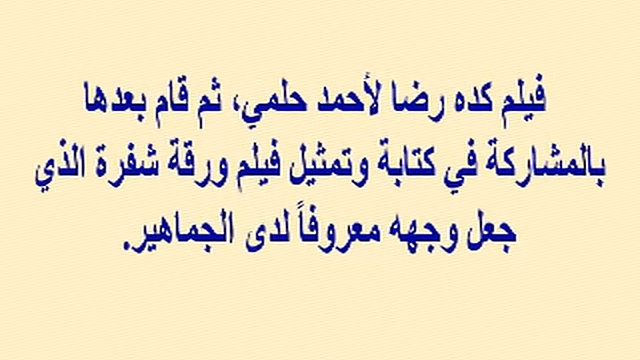 فيلم كده رضا لأحمد حلمي، ثم قام بعدها
بالمشاركة في كتابة وتمثيل فيلم ورقة شفرة الذي
جعل وجهه معروفاً لدى الجماهير.